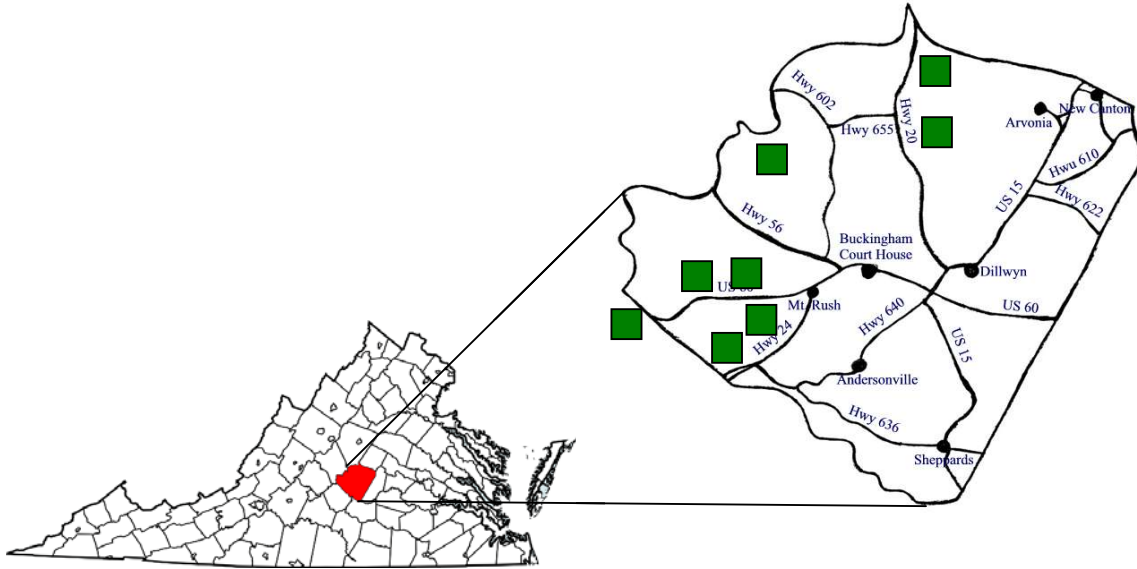 Hwy 602
Hwy 655
Hwy 20
New Canton
Arvonia
Hwu 610
Hwy 622
US 15
Hwy 56
Buckingham
Court House
Dillwyn
US 60
Mt. Rush
US 60
Hwy 640
Hwy 24
US 15
Andersonville
Hwy 636
Sheppards